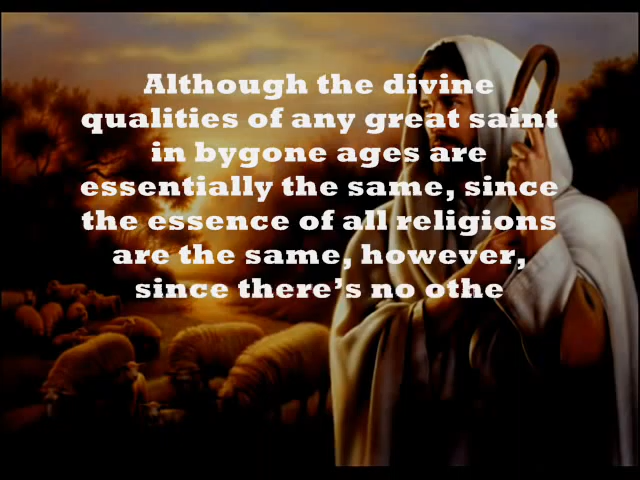 Although the divine
qualities of any great saint
in bygone ages are
essentially the same, since
the essence of all religions
are the same, however,
since there's no othe